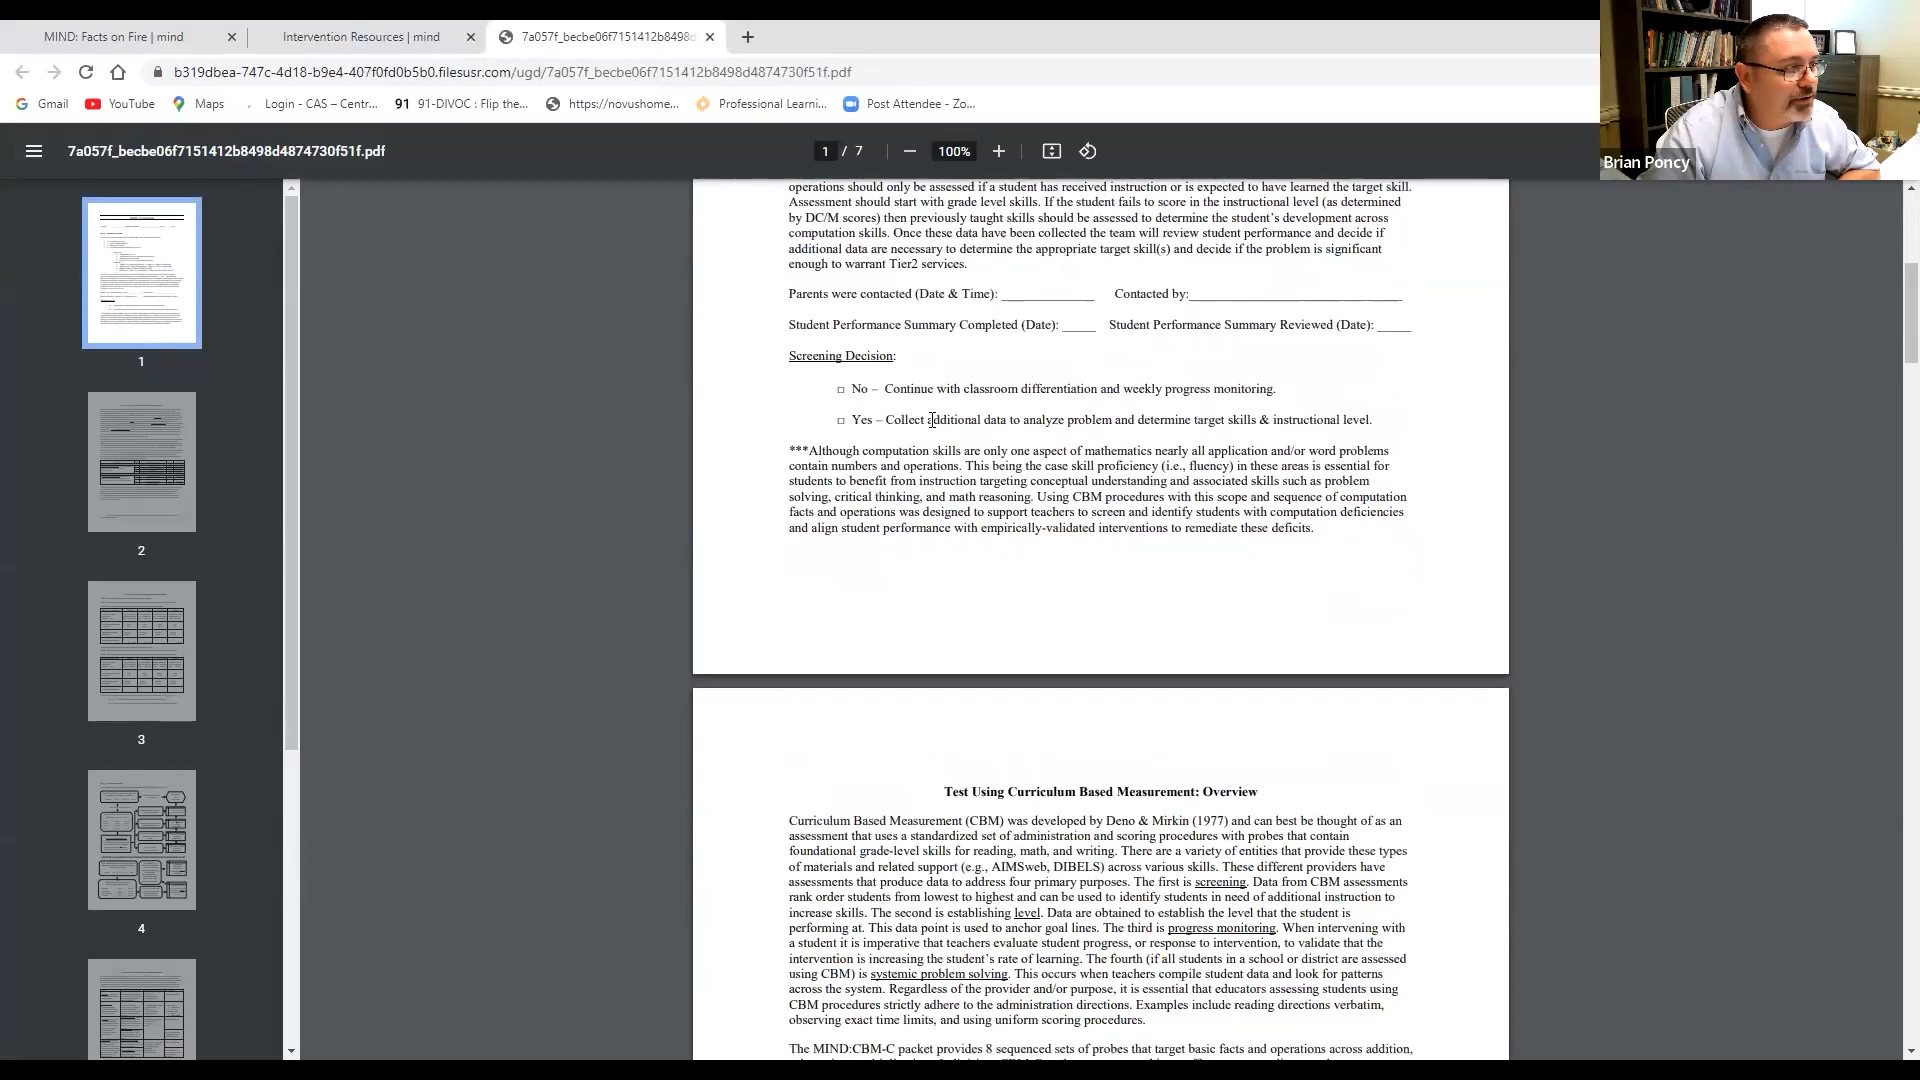 MIND: Facts on Fire | mind
Intervention Resources | mind
7a057f_becbe06f7151412b8498d
b319dbea-747c-4d18-b9e4-407f0fd0b5b0.filesusr.com/ugd/7a057f_becbe06f7151412b8498d4874730f51f.pdf
Gmail YouTube Maps Login - CAS – Centr... 91 91-DIVOC : Flip the... https://novushome... Professional Learni... Post Attendee - Zo...
7a057f_becbe06f7151412b8498d4874730f51f.pdf
1 / 7
100%
Brian Poncy
1
2
3
4
operations should only be assessed if a student has received instruction or is expected to have learned the target skill.
Assessment should start with grade level skills. If the student fails to score in the instructional level (as determined
by DC/M scores) then previously taught skills should be assessed to determine the student's development across
computation skills. Once these data have been collected the team will review student performance and decide if
additional data are necessary to determine the appropriate target skill(s) and decide if the problem is significant
enough to warrant Tier2 services.
Parents were contacted (Date & Time): ______________ Contacted by:________________________________
Student Performance Summary Completed (Date): _____ Student Performance Summary Reviewed (Date): _____
Screening Decision:
□ No – Continue with classroom differentiation and weekly progress monitoring.
□ Yes – Collect additional data to analyze problem and determine target skills & instructional level.
***Although computation skills are only one aspect of mathematics nearly all application and/or word problems
contain numbers and operations. This being the case skill proficiency (i.e., fluency) in these areas is essential for
students to benefit from instruction targeting conceptual understanding and associated skills such as problem
solving, critical thinking, and math reasoning. Using CBM procedures with this scope and sequence of computation
facts and operations was designed to support teachers to screen and identify students with computation deficiencies
and align student performance with empirically-validated interventions to remediate these deficits.
Test Using Curriculum Based Measurement: Overview
Curriculum Based Measurement (CBM) was developed by Deno & Mirkin (1977) and can best be thought of as an
assessment that uses a standardized set of administration and scoring procedures with probes that contain
foundational grade-level skills for reading, math, and writing. There are a variety of entities that provide these types
of materials and related support (e.g., AIMSweb, DIBELS) across various skills. These different providers have
assessments that produce data to address four primary purposes. The first is screening. Data from CBM assessments
rank order students from lowest to highest and can be used to identify students in need of additional instruction to
increase skills. The second is establishing level. Data are obtained to establish the level that the student is
performing at. This data point is used to anchor goal lines. The third is progress monitoring. When intervening with
a student it is imperative that teachers evaluate student progress, or response to intervention, to validate that the
intervention is increasing the student's rate of learning. The fourth (if all students in a school or district are assessed
using CBM) is systemic problem solving. This occurs when teachers compile student data and look for patterns
across the system. Regardless of the provider and/or purpose, it is essential that educators assessing students using
CBM procedures strictly adhere to the administration directions. Examples include reading directions verbatim,
observing exact time limits, and using uniform scoring procedures.
The MIND:CBM-C packet provides 8 sequenced sets of probes that target basic facts and operations across addition,